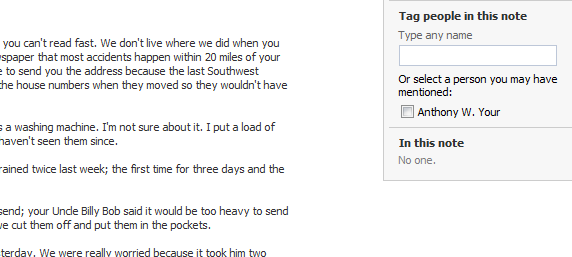 you can't read fast. We don't live where we did when you
wspaper that most accidents happen within 20 miles of your
e to send you the address because the last Southwest
the house numbers when they moved so they wouldn't have
s a washing machine. I'm not sure about it. I put a load of
haven't seen them since.
rained twice last week; the first time for three days and the
send; your Uncle Billy Bob said it would be too heavy to send
we cut them off and put them in the pockets.
sterday. We were really worried because it took him two
Tag people in this note
Type any name
Or select a person you may have
mentioned:
Anthony W. Your
In this note
No one.